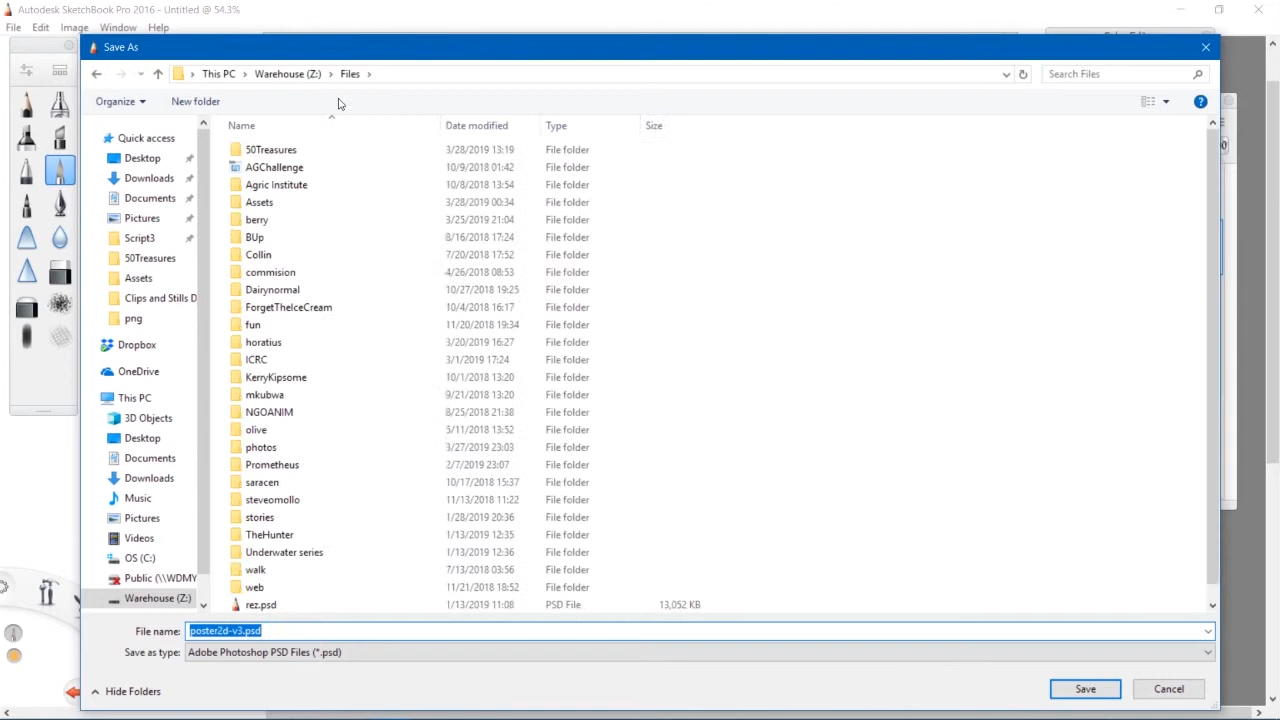 Autodesk SketchBook Pro 2016 - Untitled @ 54.3%
File Edit Image Window Help
Save As
This PC > Warehouse (Z:) > Files >
Search Files
Organize New folder
Name Date modified Type Size
Quick access
Desktop
Downloads
Documents
Pictures
Script3
50Treasures
Assets
Clips and Stills D
png
Dropbox
OneDrive
This PC
3D Objects
Desktop
Documents
Downloads
Music
Pictures
Videos
OS (C:)
Public (\\WDMY
Warehouse (Z:)
50Treasures 3/28/2019 13:19 File folder
AGChallenge 10/9/2018 01:42 File folder
Agric Institute 10/8/2018 13:54 File folder
Assets 3/28/2019 00:34 File folder
berry 3/25/2019 21:04 File folder
BUp 8/16/2018 17:24 File folder
Collin 7/20/2018 17:52 File folder
commision 4/26/2018 08:53 File folder
Dairynormal 10/27/2018 19:25 File folder
ForgetTheIceCream 10/4/2018 16:17 File folder
fun 11/20/2018 19:34 File folder
horatius 3/20/2019 16:27 File folder
ICRC 3/1/2019 17:24 File folder
KerryKipsome 10/1/2018 13:20 File folder
mkubwa 9/21/2018 13:20 File folder
NGOANIM 8/25/2018 21:38 File folder
olive 5/11/2018 13:52 File folder
photos 3/27/2019 23:03 File folder
Prometheus 2/7/2019 23:07 File folder
saracen 10/17/2018 15:37 File folder
steveomollo 11/13/2018 11:22 File folder
stories 1/28/2019 20:36 File folder
TheHunter 1/13/2019 12:35 File folder
Underwater series 1/13/2019 12:36 File folder
walk 7/13/2018 03:56 File folder
web 11/21/2018 18:52 File folder
rez.psd 1/13/2019 11:08 PSD File 13,052 KB
File name: poster2d-v3.psd
Save as type: Adobe Photoshop PSD Files (*.psd)
Hide Folders
Save Cancel